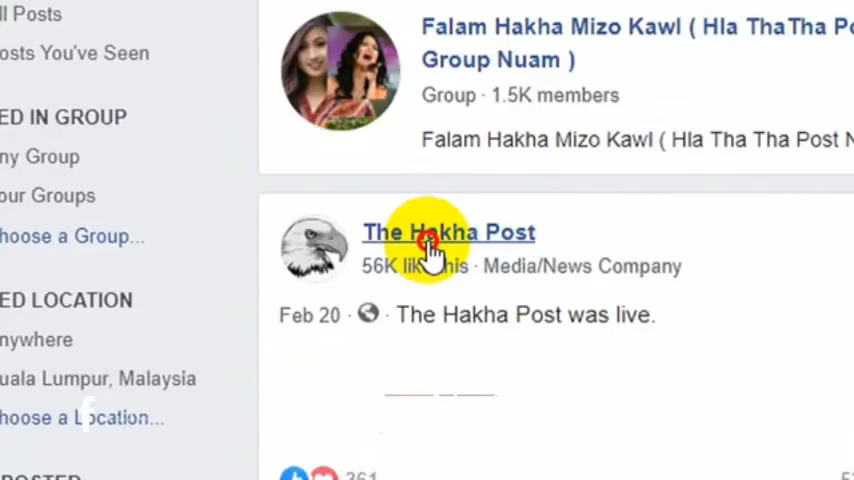 ll Posts
osts You've Seen
ED IN GROUP
ny Group
our Groups
hoose a Group...
ED LOCATION
nywhere
uala Lumpur, Malaysia
hoose a Location...
POSTED
Falam Hakha Mizo Kawl ( Hla ThaTha Po
Group Nuam )
Group · 1.5K members
Falam Hakha Mizo Kawl ( Hla Tha Tha Post N
The Hakha Post
56K like this · Media/News Company
Feb 20 · The Hakha Post was live.
361